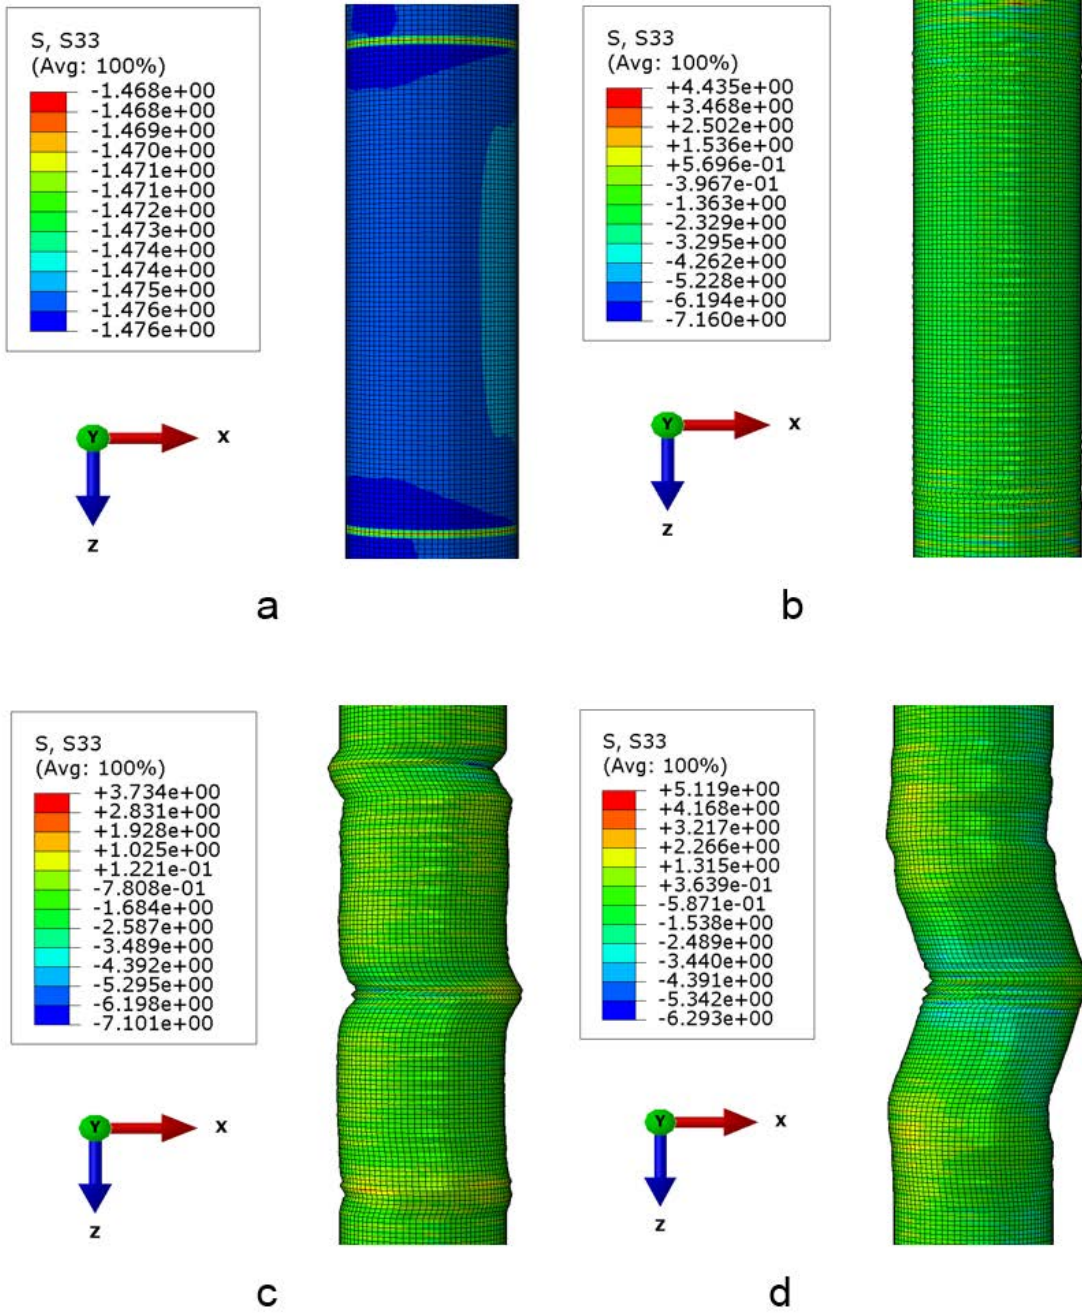 S, S33
(Avg: 100%)
-1.468e+00
-1.468e+00
-1.469e+00
-1.470e+00
-1.471e+00
-1.471e+00
-1.472e+00
-1.473e+00
-1.474e+00
-1.474e+00
-1.475e+00
-1.476e+00
-1.476e+00
Y
X
Z
a
S, S33
(Avg: 100%)
+4.435e+00
+3.468e+00
+2.502e+00
+1.536e+00
+5.696e-01
-3.967e-01
-1.363e+00
-2.329e+00
-3.295e+00
-4.262e+00
-5.228e+00
-6.194e+00
-7.160e+00
Y
X
Z
b
S, S33
(Avg: 100%)
+3.734e+00
+2.831e+00
+1.928e+00
+1.025e+00
+1.221e-01
-7.808e-01
-1.684e+00
-2.587e+00
-3.489e+00
-4.392e+00
-5.295e+00
-6.198e+00
-7.101e+00
Y
X
Z
c
S, S33
(Avg: 100%)
+5.119e+00
+4.168e+00
+3.217e+00
+2.266e+00
+1.315e+00
+3.639e-01
-5.871e-01
-1.538e+00
-2.489e+00
-3.440e+00
-4.391e+00
-5.342e+00
-6.293e+00
Y
X
Z
d